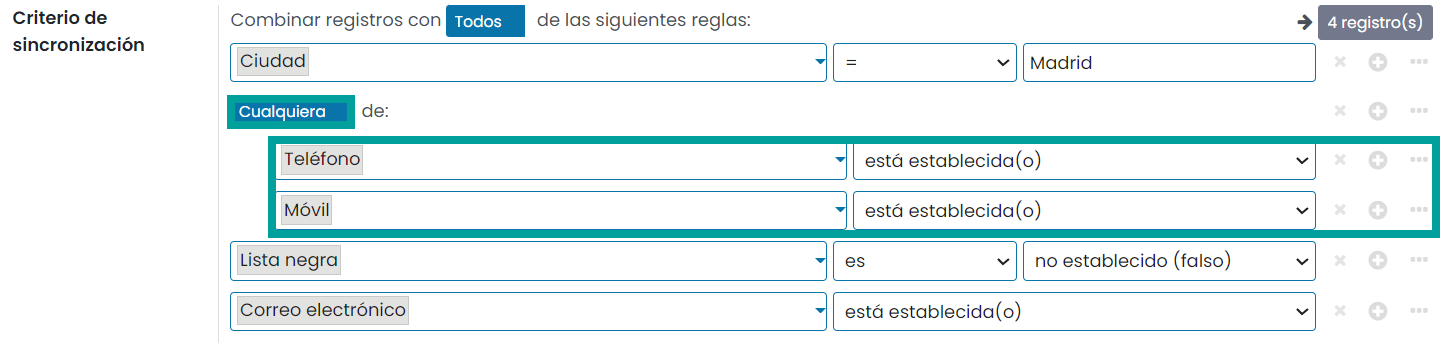 Criterio de
sincronización
Combinar registros con Todos de las siguientes reglas:
4 registro(s)
Ciudad = Madrid
Cualquiera de:
Teléfono está establecida(o)
Móvil está establecida(o)
Lista negra es no establecido (falso)
Correo electrónico está establecida(o)